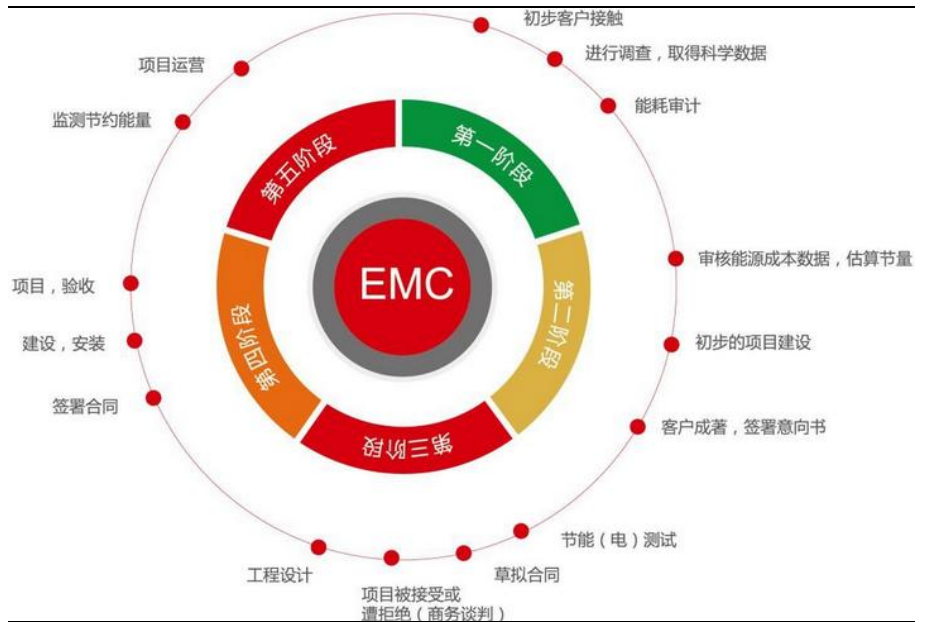 初步客户接触
进行调查，取得科学数据
能耗审计
审核能源成本数据，估算节量
初步的项目建设
客户成著，签署意向书
节能（电）测试
草拟合同
项目被接受或
遭拒绝（商务谈判）
工程设计
签署合同
建设，安装
项目，验收
监测节约能量
项目运营
第一阶段
第二阶段
第三阶段
第四阶段
第五阶段
EMC